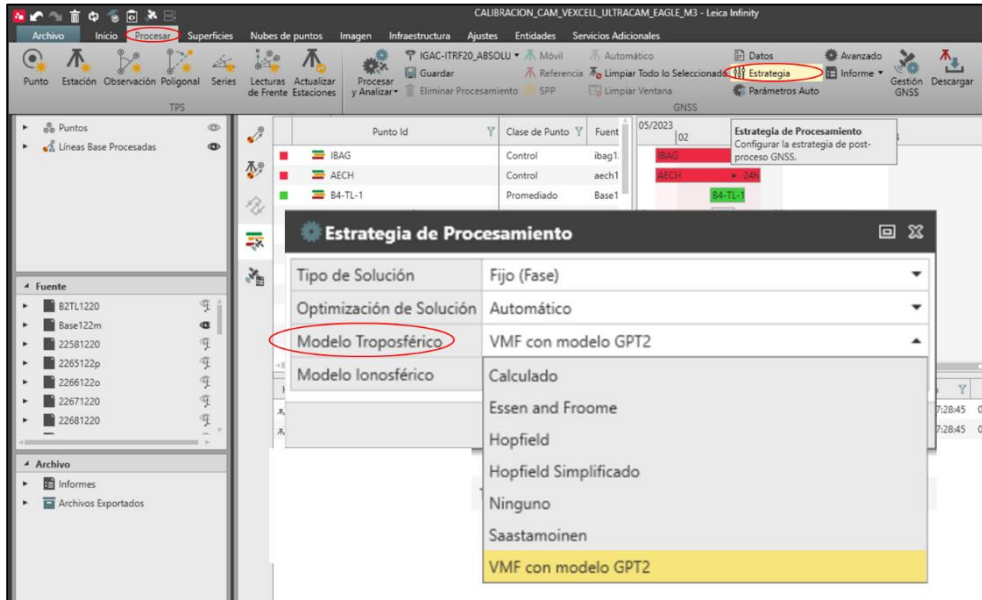 CALIBRACION_CAM_VEXCELL_ULTRACAM_EAGLE_M3 - Leica Infinity
Archivo Inicio Procesar Superficies Nubes de puntos Imagen Infraestructura Ajustes Entidades Servicios Adicionales
Punto Estación Observación Poligonal Series
TPS
Lecturas de Frente
Actualizar Estaciones
Procesar y Analizar
IGAC-ITRF20_ABSOLU Móvil Automático Datos Avanzado
Guardar Referencia Limpiar Todo lo Seleccionado Estrategia Informe
Eliminar Procesamiento SPP Limpiar Ventana Parámetros Auto
Gestión GNSS
Descargar
GNSS
Puntos
Líneas Base Procesadas
Punto Id Clase de Punto Fuent
IBAG Control ibag1.
AECH Control aech1
B4-TL-1 Promediado Base1
05/2023
02
IBAG
AECH 24h
B4-TL-1
Estrategia de Procesamiento
Configurar la estrategia de post-
proceso GNSS.
Estrategia de Procesamiento
Tipo de Solución Fijo (Fase)
Optimización de Solución Automático
Modelo Troposférico VMF con modelo GPT2
Modelo Ionosférico
Calculado
Essen and Froome
Hopfield
Hopfield Simplificado
Ninguno
Saastamoinen
VMF con modelo GPT2
7:28:45
7:28:45
Fuente
B2TL1220
Base122m
22581220
2265122p
2266122o
22671220
22681220
Archivo
Informes
Archivos Exportados